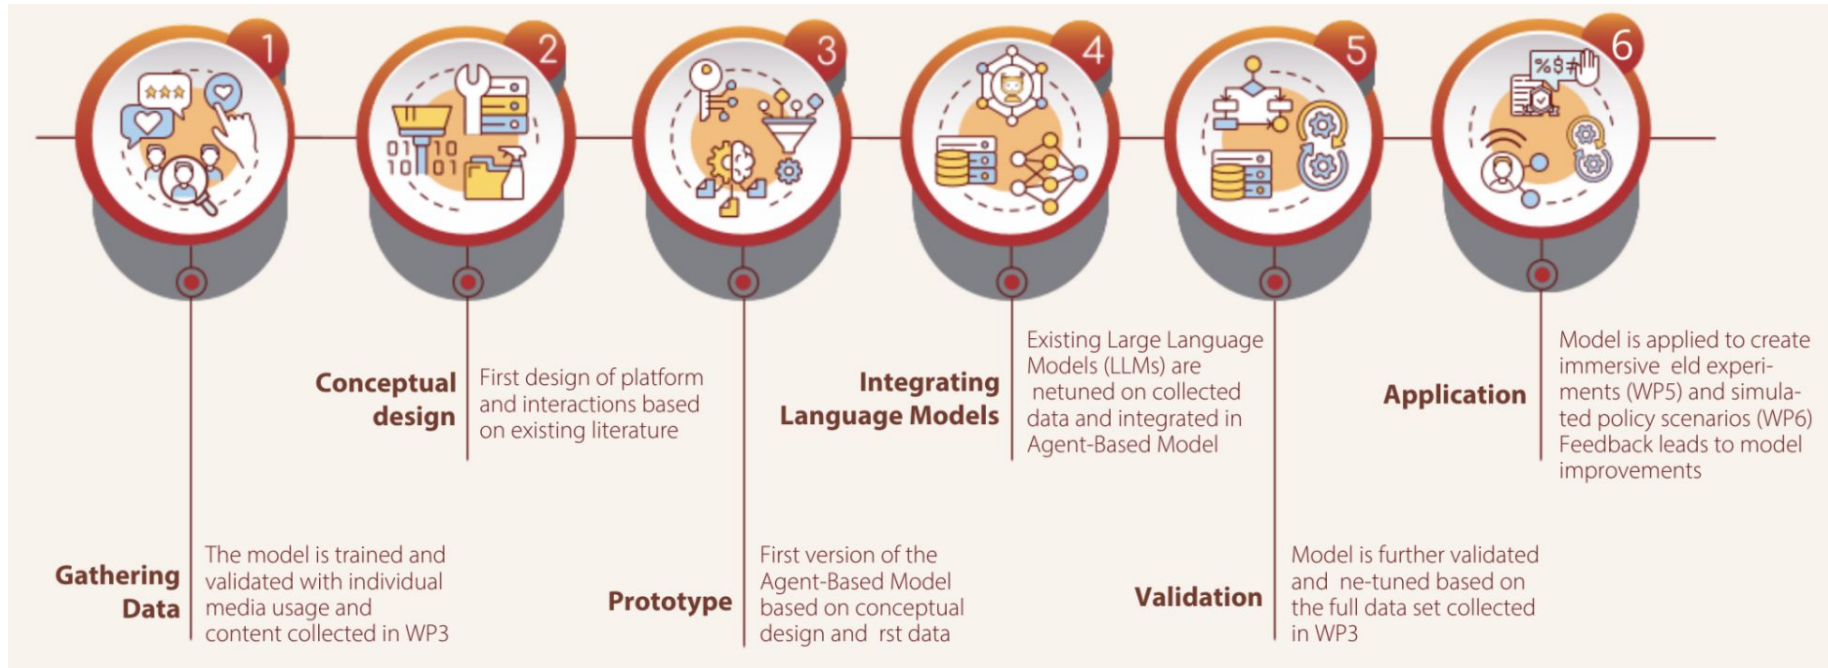 1
2
3
4
5
6
01 10
10 01
%$≠
Gathering
Data
The model is trained and
validated with individual
media usage and
content collected in WP3
Conceptual
design
First design of platform
and interactions based
on existing literature
Prototype
First version of the
Agent-Based Model
based on conceptual
design and rst data
Integrating
Language Models
Existing Large Language
Models (LLMs) are
netuned on collected
data and integrated in
Agent-Based Model
Validation
Model is further validated
and ne-tuned based on
the full data set collected
in WP3
Application
Model is applied to create
immersive eld experi-
ments (WP5) and simula-
ted policy scenarios (WP6)
Feedback leads to model
improvements